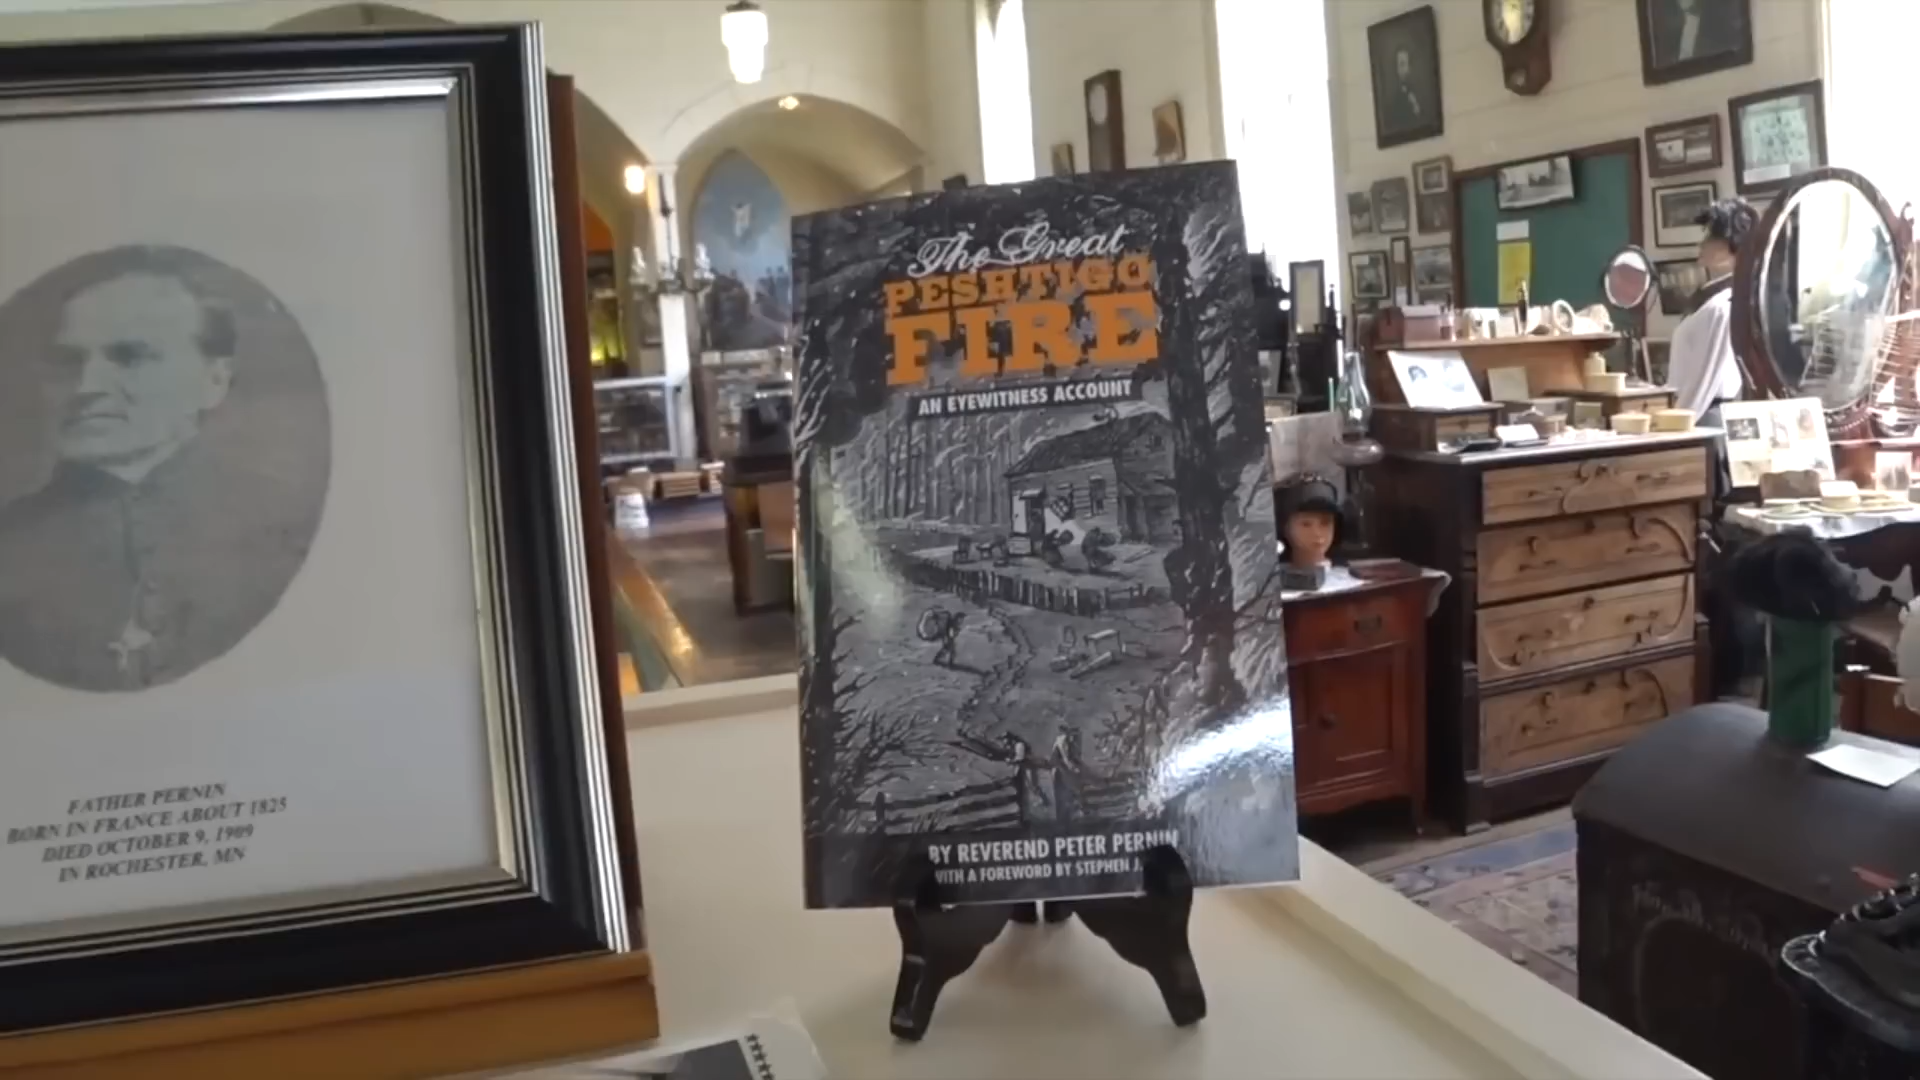 FATHER PERNIN
BORN IN FRANCE ABOUT 1825
DIED OCTOBER 9, 1909
IN ROCHESTER, MN
The Great
PESHTIGO
FIRE
AN EYEWITNESS ACCOUNT
BY REVEREND PETER PERNIN
WITH A FOREWORD BY STEPHEN J.